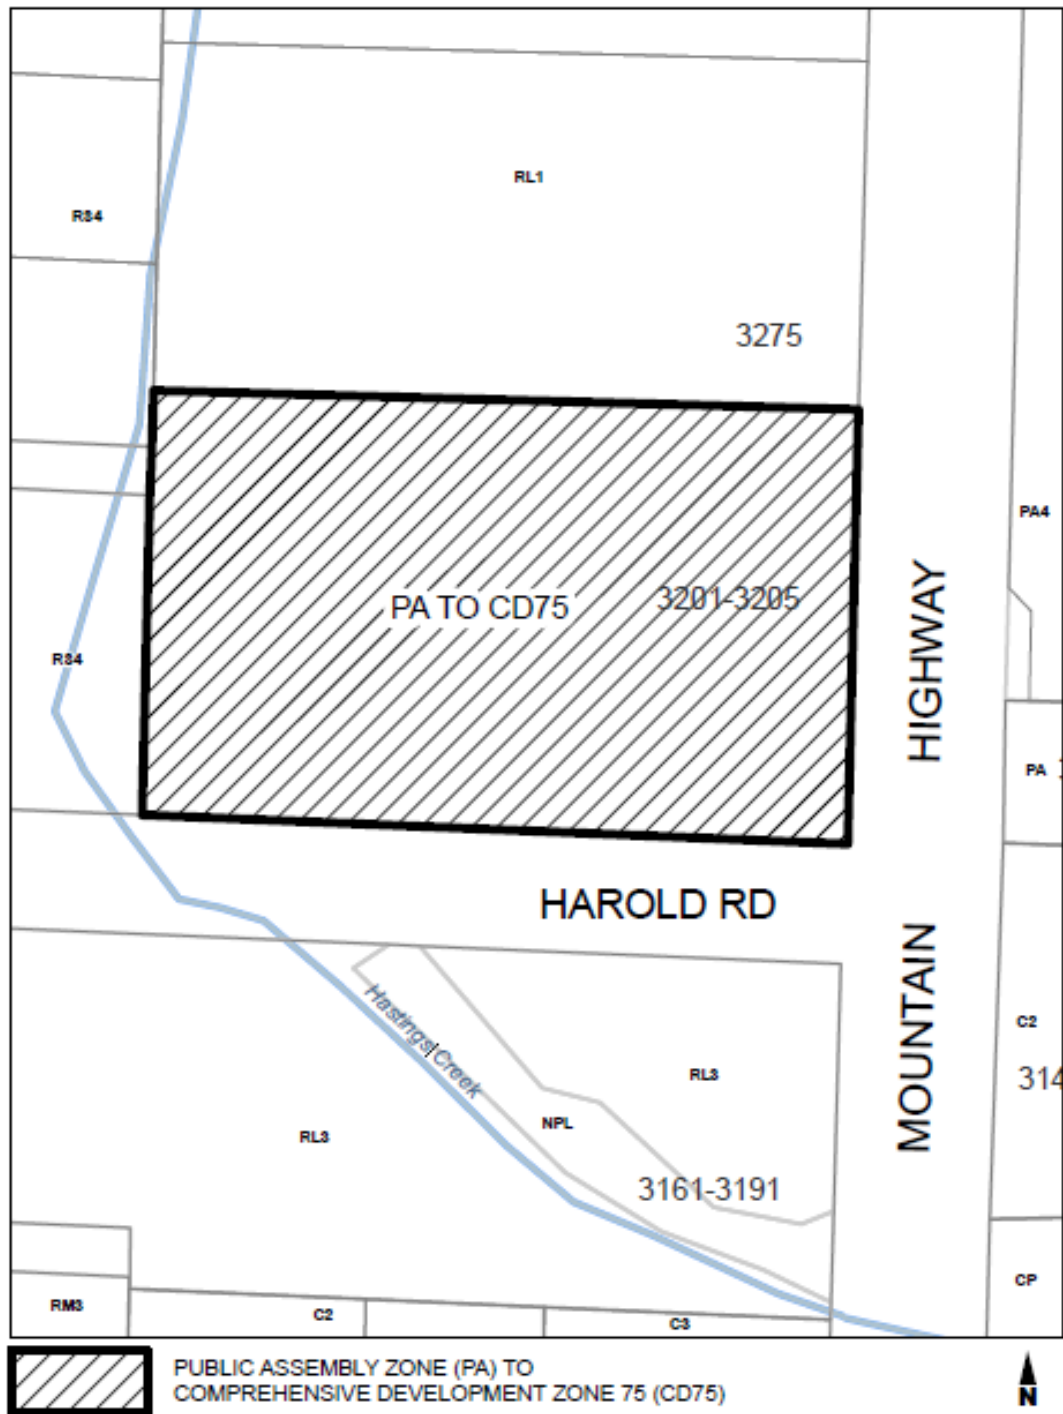 RL1
RS4
3275
PA4
PA TO CD75
3201-3205
RS4
HIGHWAY
PA
HAROLD RD
MOUNTAIN
Hastings Creek
C2
RL3
314
NPL
RL3
3161-3191
CP
RM3
C2
C3
PUBLIC ASSEMBLY ZONE (PA) TO
COMPREHENSIVE DEVELOPMENT ZONE 75 (CD75)
N